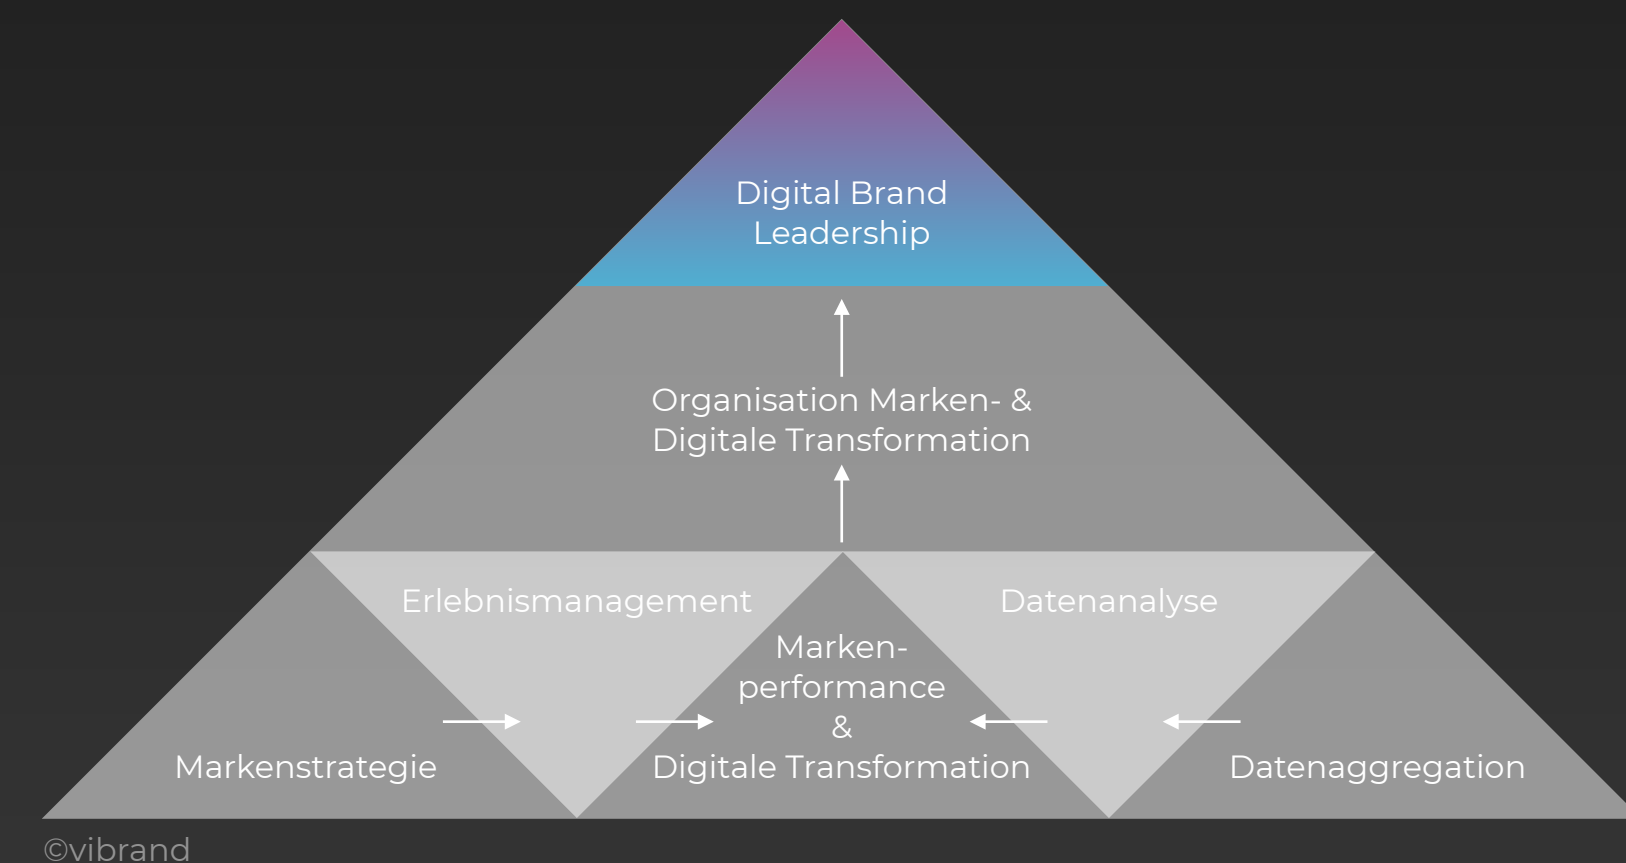 Digital Brand
Leadership
Organisation Marken- &
Digitale Transformation
Erlebnismanagement
Datenanalyse
Marken-
performance
&
Digitale Transformation
Markenstrategie
Datenaggregation
©vibrand